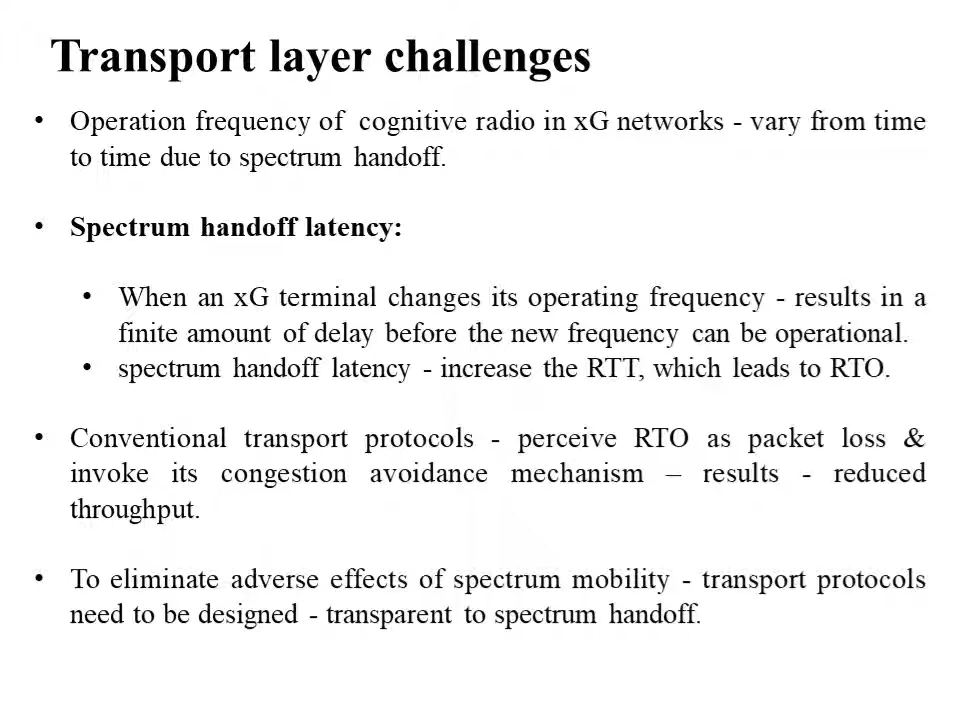 Transport layer challenges
• Operation frequency of cognitive radio in xG networks - vary from time
to time due to spectrum handoff.
• Spectrum handoff latency:
• When an xG terminal changes its operating frequency - results in a
finite amount of delay before the new frequency can be operational.
• spectrum handoff latency - increase the RTT, which leads to RTO.
• Conventional transport protocols - perceive RTO as packet loss &
invoke its congestion avoidance mechanism – results - reduced
throughput.
• To eliminate adverse effects of spectrum mobility - transport protocols
need to be designed - transparent to spectrum handoff.